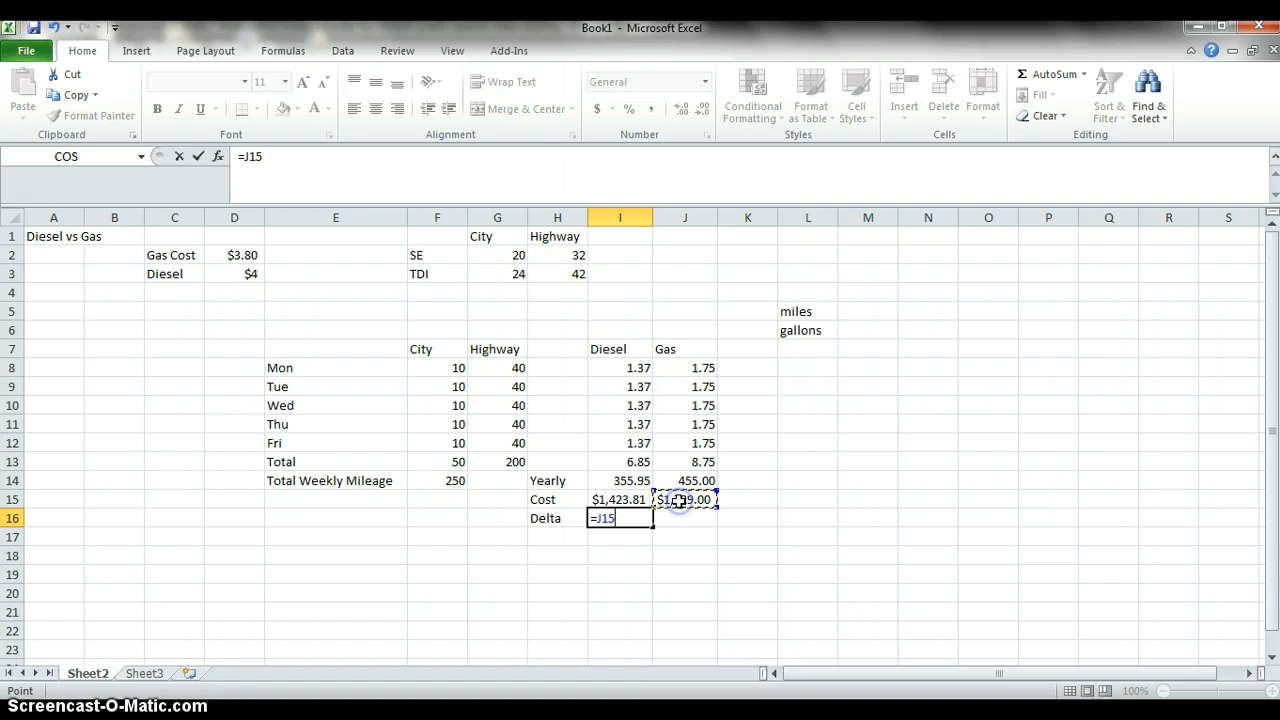 Book1 - Microsoft Excel
File Home Insert Page Layout Formulas Data Review View Add-Ins
Paste Cut Copy Format Painter Clipboard
11 B I U A A A Font
Wrap Text Merge & Center Alignment
General $ % , Number
Conditional Formatting Format as Table Cell Styles Styles
Insert Delete Format Cells
Σ AutoSum Fill Clear Sort & Filter Find & Select Editing
COS fx =J15
A B C D E F G H I J K L M N O P Q R S
1 Diesel vs Gas City Highway
2 Gas Cost $3.80 SE 20 32
3 Diesel $4 TDI 24 42
4
5 miles
6 gallons
7 City Highway Diesel Gas
8 Mon 10 40 1.37 1.75
9 Tue 10 40 1.37 1.75
10 Wed 10 40 1.37 1.75
11 Thu 10 40 1.37 1.75
12 Fri 10 40 1.37 1.75
13 Total 50 200 6.85 8.75
14 Total Weekly Mileage 250 Yearly 355.95 455.00
15 Cost $1,423.81
16 Delta =J15
17
18
19
20
21
22
23
Sheet2 Sheet3
Point 100%
Screencast-O-Matic.com